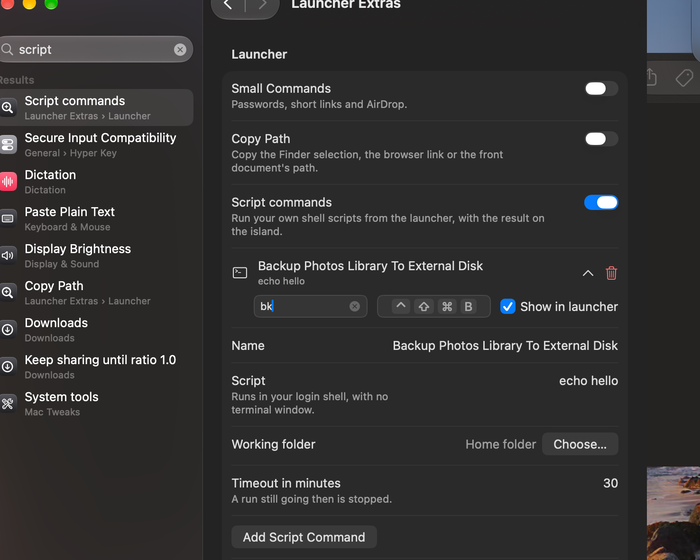 Launcher Extras
script
Results
Script commands
Launcher Extras › Launcher
Secure Input Compatibility
General › Hyper Key
Dictation
Dictation
Paste Plain Text
Keyboard & Mouse
Display Brightness
Display & Sound
Copy Path
Launcher Extras › Launcher
Downloads
Downloads
Keep sharing until ratio 1.0
Downloads
System tools
Mac Tweaks
Launcher
Small Commands
Passwords, short links and AirDrop.
Copy Path
Copy the Finder selection, the browser link or the front
document's path.
Script commands
Run your own shell scripts from the launcher, with the result on
the island.
Backup Photos Library To External Disk
echo hello
bk
⌃ ⇧ ⌘ B
Show in launcher
Name
Backup Photos Library To External Disk
Script
echo hello
Runs in your login shell, with no
terminal window.
Working folder
Home folder
Choose...
Timeout in minutes
30
A run still going then is stopped.
Add Script Command